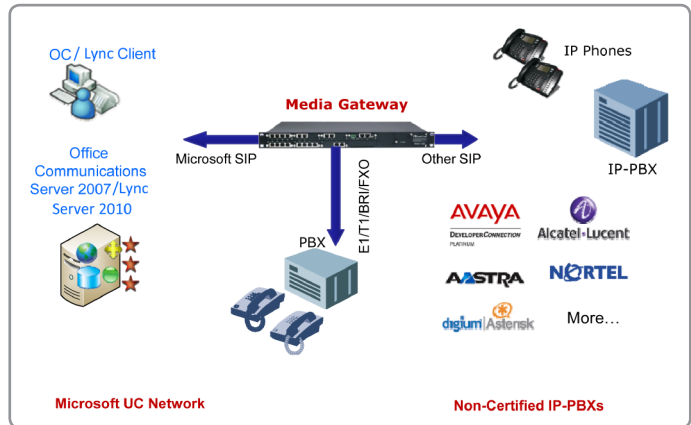 OC/ Lync Client
Office
Communications
Server 2007/Lync
Server 2010
Microsoft UC Network
Media Gateway
Microsoft SIP
Other SIP
E1/T1/BRI/FXO
PBX
IP Phones
IP-PBX
AVAYA
DEVELOPERCONNECTION
PLATINUM
Alcatel·Lucent
AASTRA
NORTEL
digium Asterisk
More...
Non-Certified IP-PBXs